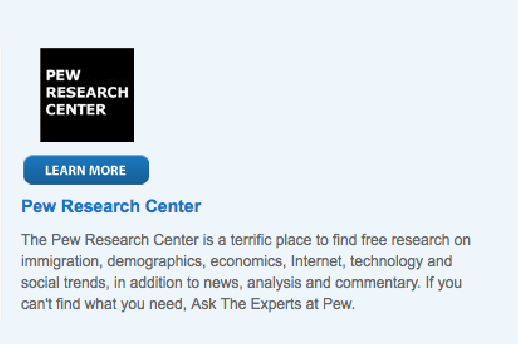 PEW
RESEARCH
CENTER
LEARN MORE
Pew Research Center
The Pew Research Center is a terrific place to find free research on
immigration, demographics, economics, Internet, technology and
social trends, in addition to news, analysis and commentary. If you
can't find what you need, Ask The Experts at Pew.